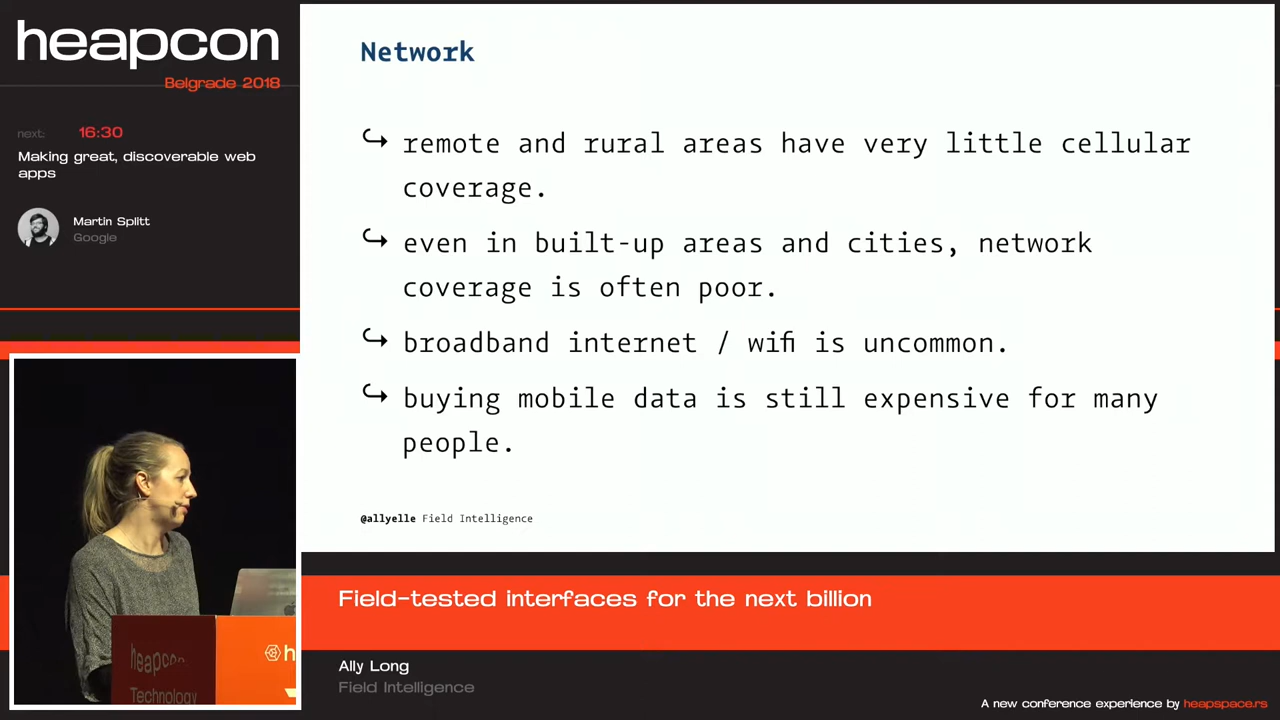 heapcon
Belgrade 2018
next: 16:30
Making great, discoverable web
apps
Martin Splitt
Google
Network
↪ remote and rural areas have very little cellular
coverage.
↪ even in built-up areas and cities, network
coverage is often poor.
↪ broadband internet / wifi is uncommon.
↪ buying mobile data is still expensive for many
people.
@allyelle Field Intelligence
heapcon
Technology
h
Field-tested interfaces for the next billion
Ally Long
Field Intelligence
A new conference experience by heapspace.rs